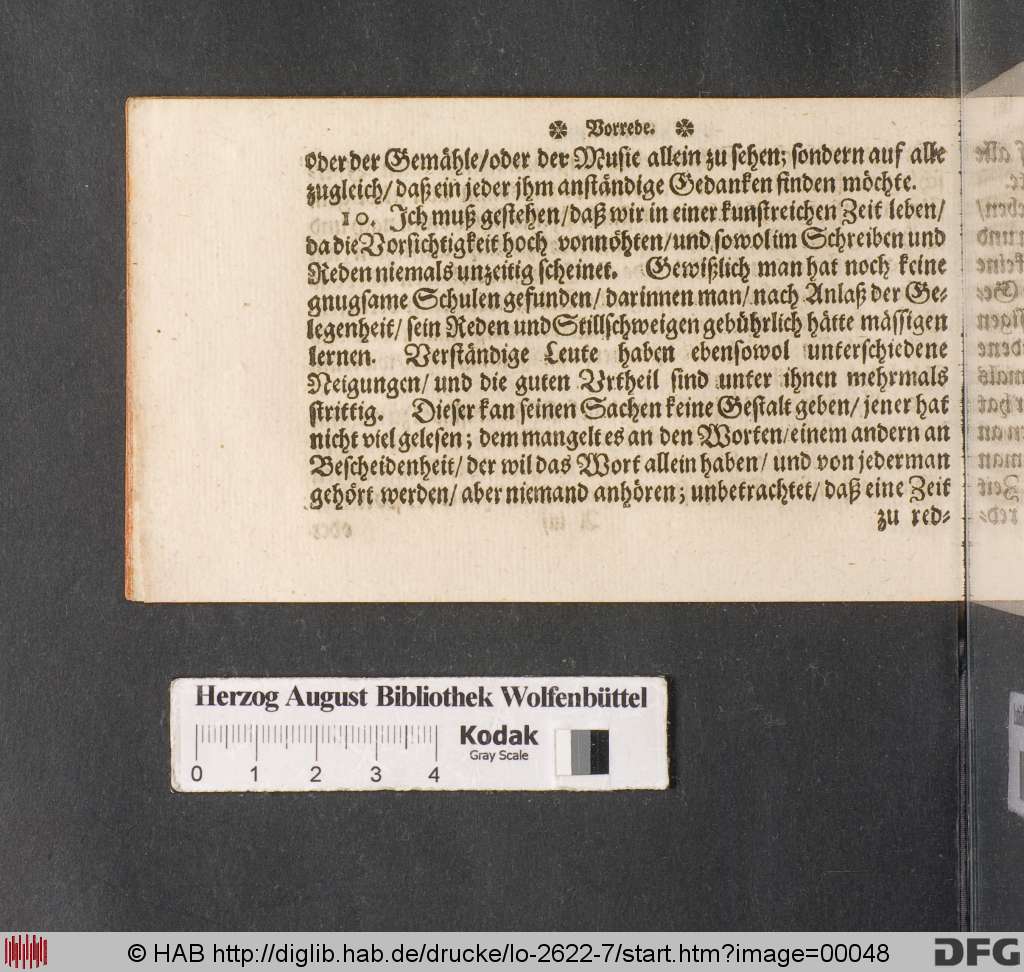 Vorrede.
oder der Gemähle/oder der Musie allein zu sehen; sondern auf alle
zugleich/ daß ein jeder jhm anständige Gedanken finden möchte.
10. Jch muß gestehen/daß wir in einer kunstreichen Zeit leben/
da die Vorsichtigkeit hoch vonnöhten/und sowol im Schreiben und
Reden niemals unzeitig scheinet. Gewißlich man hat noch keine
gnugsame Schulen gefunden/ darinnen man/ nach Anlaß der Ge-
legenheit/ sein Reden und Stillschweigen gebührlich hätte mässigen
lernen. Verständige Leute haben ebensowol unterschiedene
Neigungen/ und die guten Vrtheil sind unter ihnen mehrmals
strittig. Dieser kan seinen Sachen keine Gestalt geben/ jener hat
nicht viel gelesen; dem mangelt es an den Worten/einem andern an
Bescheidenheit/ der wil das Wort allein haben/ und von jederman
gehört werden/ aber niemand anhören; unbetrachtet/ daß eine Zeit
zu red-
Herzog August Bibliothek Wolfenbüttel
Kodak
Gray Scale
0 1 2 3 4
© HAB http://diglib.hab.de/drucke/lo-2622-7/start.htm?image=00048
DFG